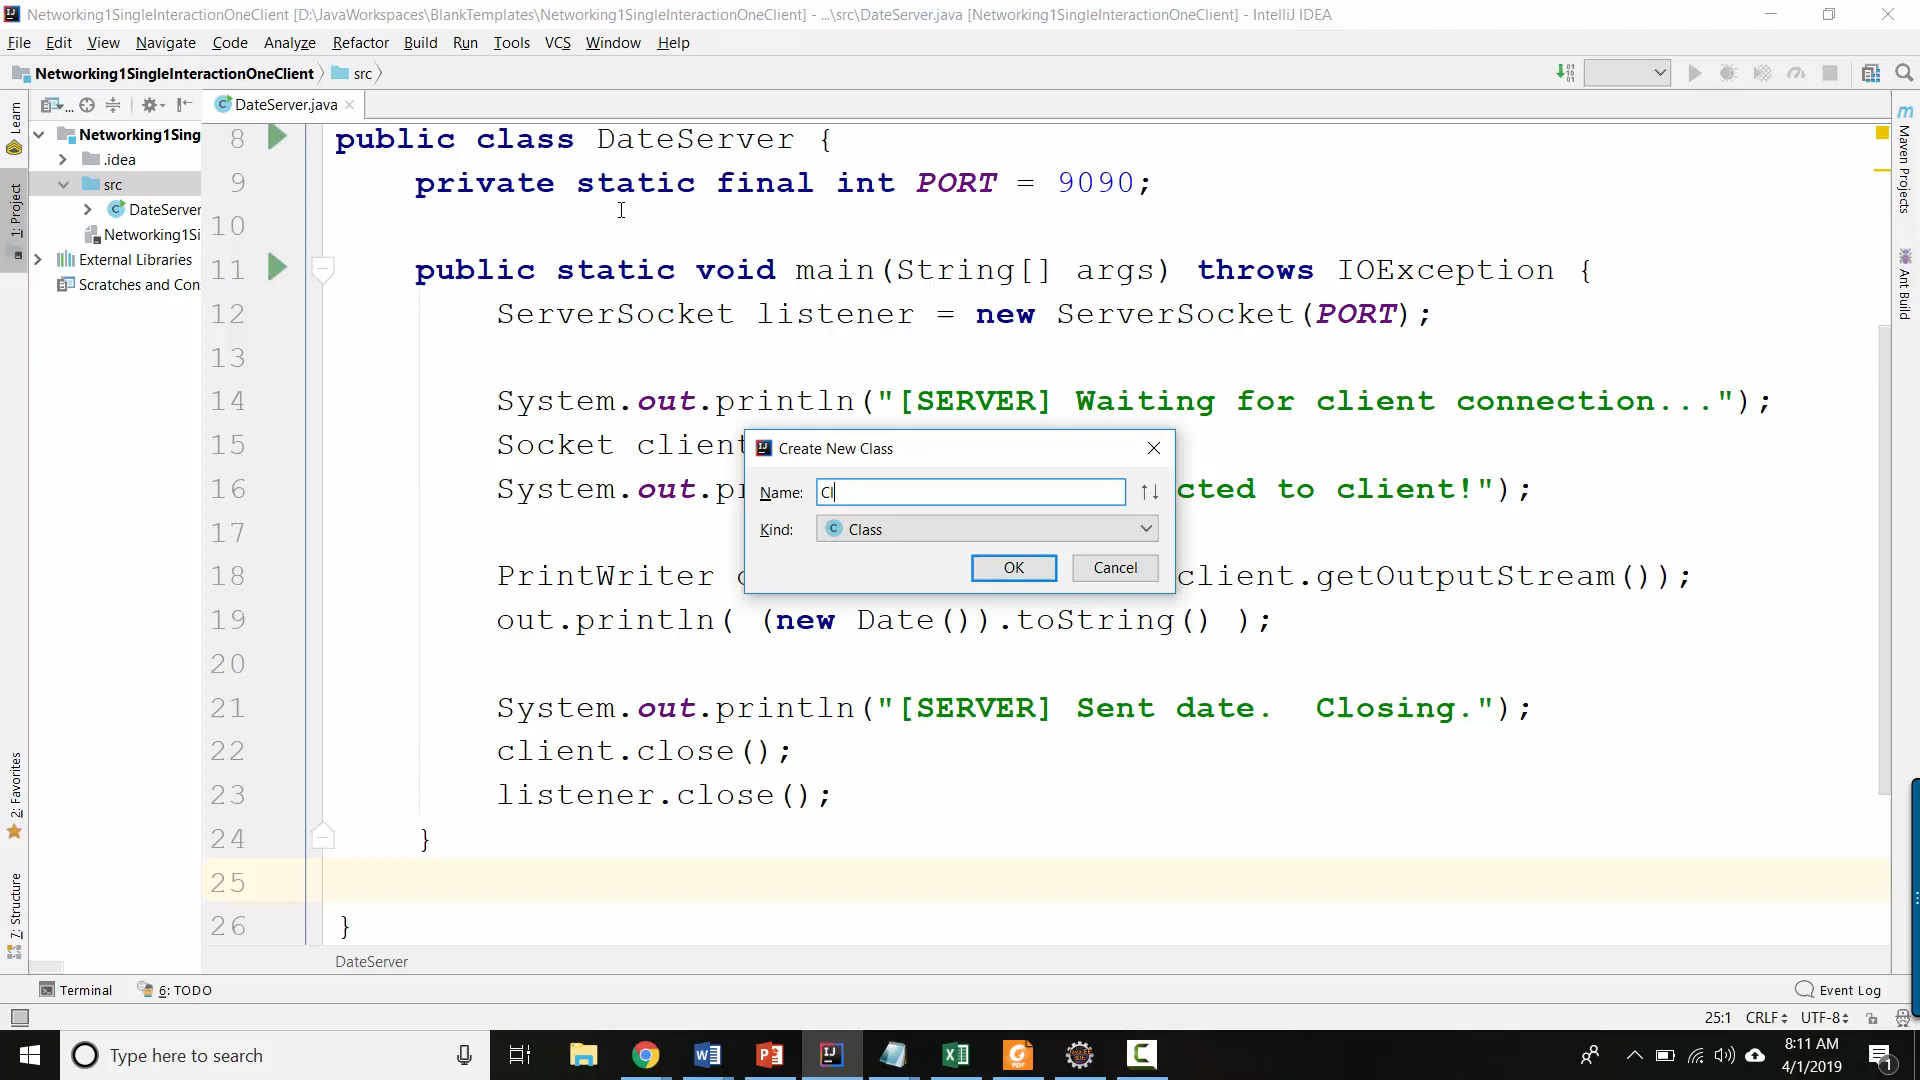 Networking1SingleInteractionOneClient [D:\JavaWorkspaces\BlankTemplates\Networking1SingleInteractionOneClient] - ...\src\DateServer.java [Networking1SingleInteractionOneClient] - IntelliJ IDEA
File Edit View Navigate Code Analyze Refactor Build Run Tools VCS Window Help
Networking1SingleInteractionOneClient src
DateServer.java
Learn
1: Project
2: Favorites
7: Structure
Networking1Sing
.idea
src
DateServer
Networking1Si
External Libraries
Scratches and Con
8 public class DateServer {
9 private static final int PORT = 9090;
10
11 public static void main(String[] args) throws IOException {
12 ServerSocket listener = new ServerSocket(PORT);
13
14 System.out.println("[SERVER] Waiting for client connection...");
15 Socket client
16 System.out.pr cted to client!");
17
18 PrintWriter client.getOutputStream());
19 out.println( (new Date()).toString() );
20
21 System.out.println("[SERVER] Sent date.  Closing.");
22 client.close();
23 listener.close();
24 }
25
26 }
Create New Class
Name: Cl
Kind: Class
OK Cancel
Maven Projects
Ant Build
DateServer
Terminal 6: TODO Event Log
25:1 CRLF UTF-8
Type here to search
8:11 AM
4/1/2019
1